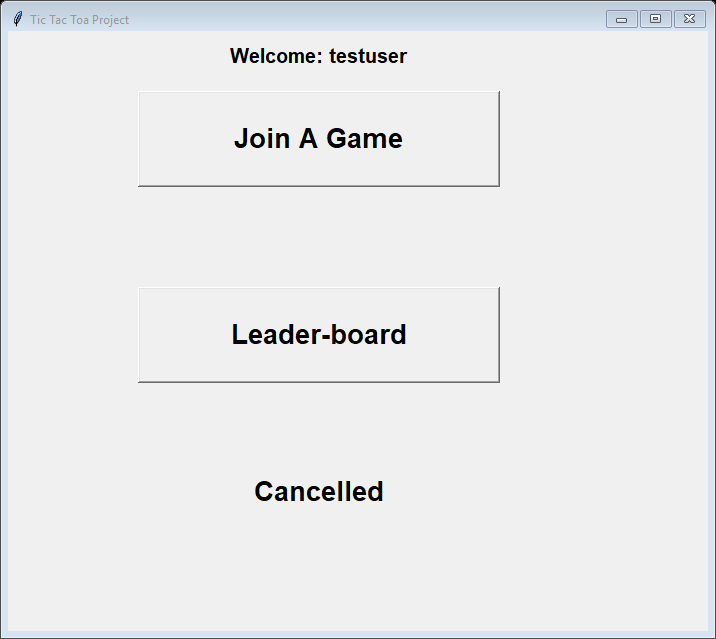 Tic Tac Toa Project
Welcome: testuser
Join A Game
Leader-board
Cancelled